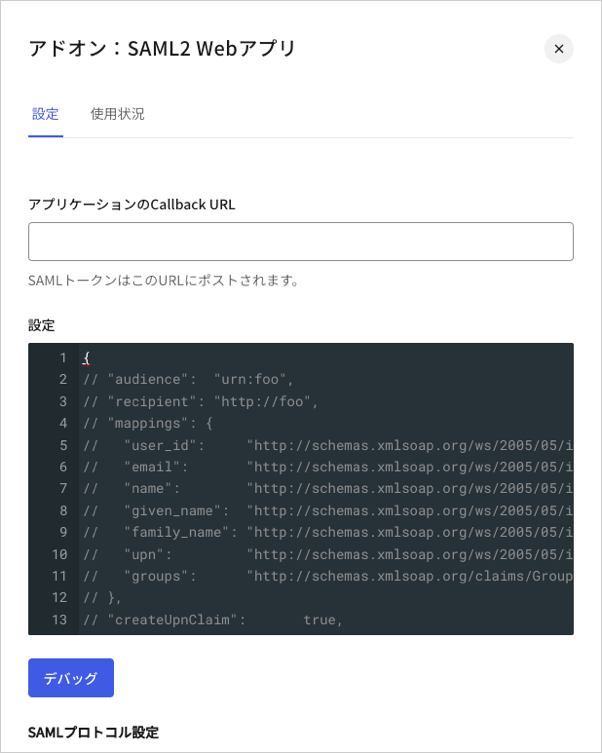 アドオン：SAML2 Webアプリ
×
設定 使用状況
アプリケーションのCallback URL
SAMLトークンはこのURLにポストされます。
設定
1 {
2 // "audience":  "urn:foo",
3 // "recipient": "http://foo",
4 // "mappings": {
5 //   "user_id":     "http://schemas.xmlsoap.org/ws/2005/05/i
6 //   "email":       "http://schemas.xmlsoap.org/ws/2005/05/i
7 //   "name":        "http://schemas.xmlsoap.org/ws/2005/05/i
8 //   "given_name":  "http://schemas.xmlsoap.org/ws/2005/05/i
9 //   "family_name": "http://schemas.xmlsoap.org/ws/2005/05/i
10 //   "upn":         "http://schemas.xmlsoap.org/ws/2005/05/i
11 //   "groups":      "http://schemas.xmlsoap.org/claims/Group
12 // },
13 // "createUpnClaim":       true,
デバッグ
SAMLプロトコル設定